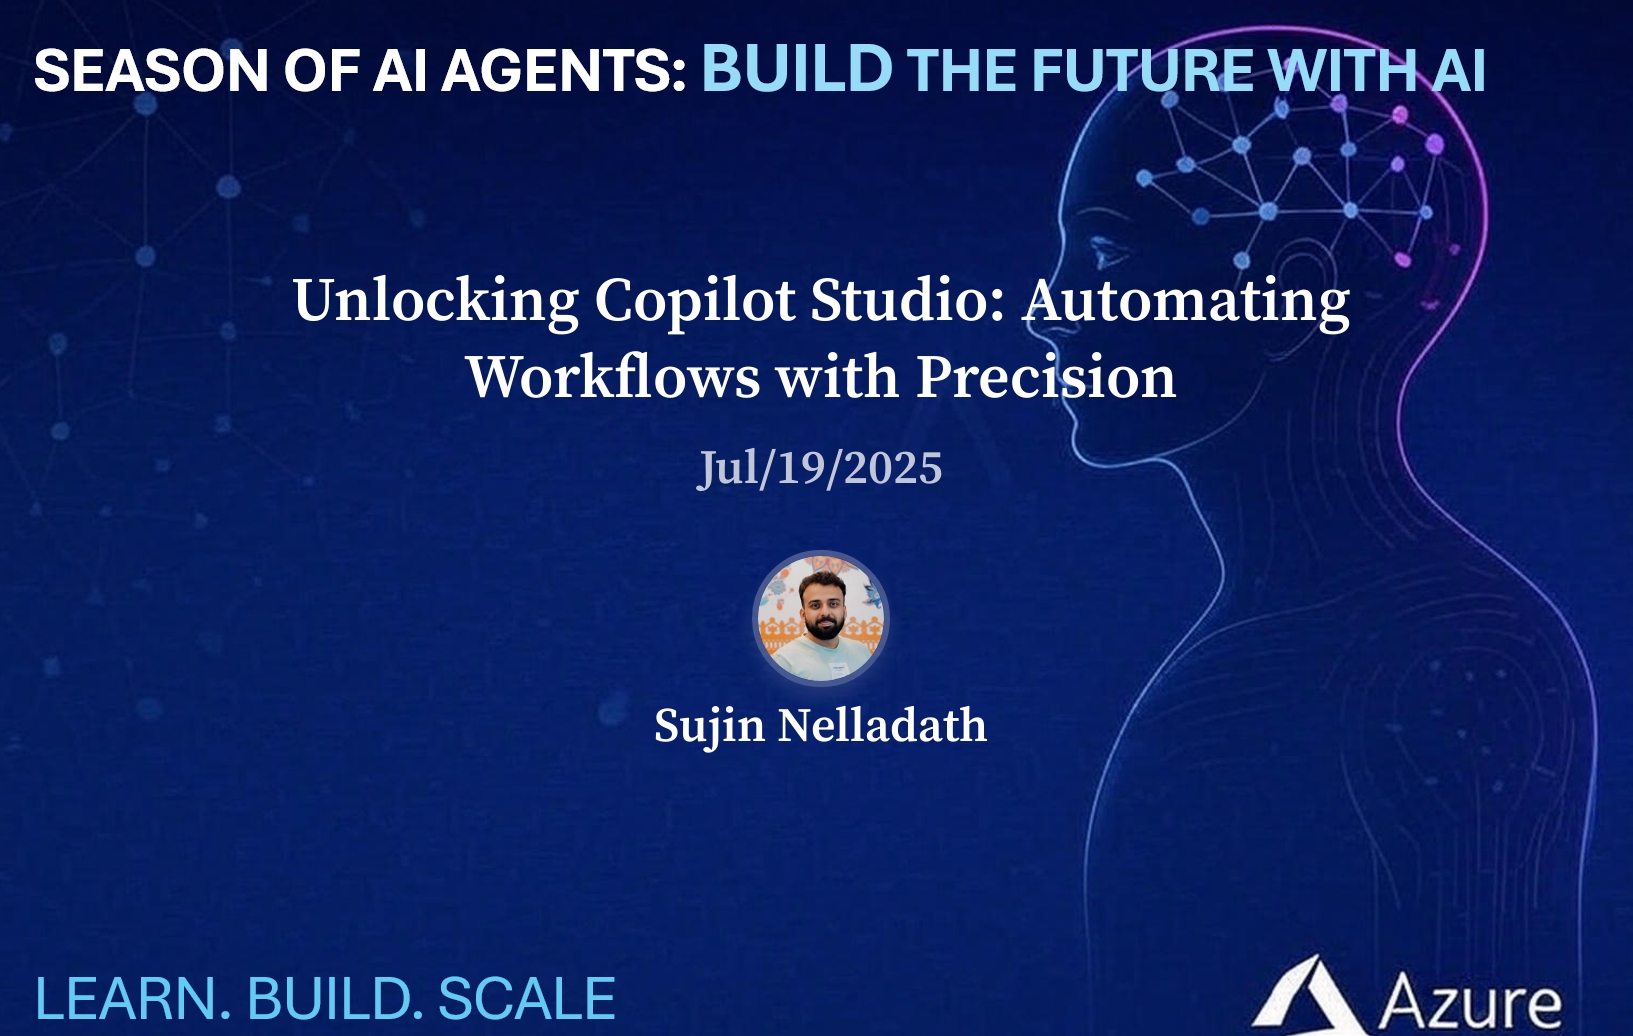 SEASON OF AI AGENTS: BUILD THE FUTURE WITH AI
Unlocking Copilot Studio: Automating
Workflows with Precision
Jul/19/2025
Sujin Nelladath
LEARN. BUILD. SCALE
Azure